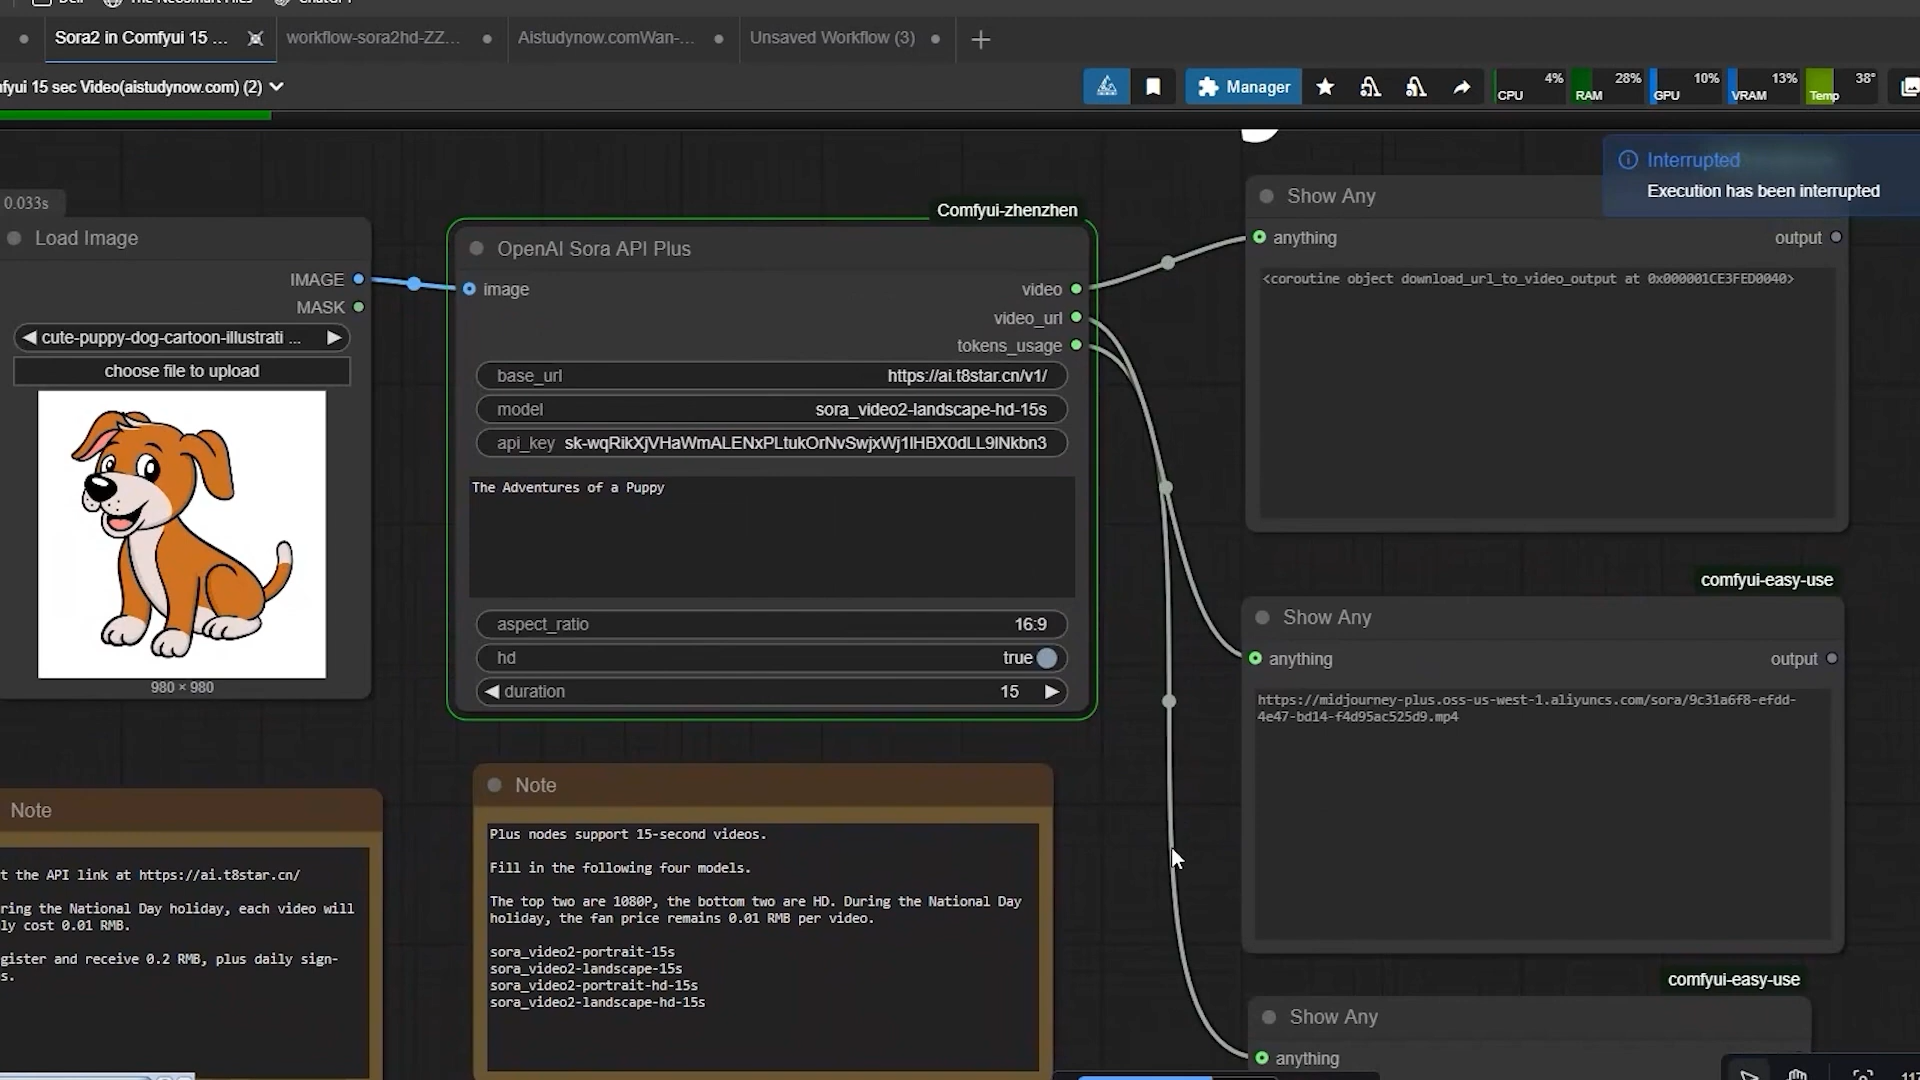 Sora2 in Comfyui 15 ...
workflow-sora2hd-ZZ...
Aistudynow.comWan-...
Unsaved Workflow (3)
fyui 15 sec Video(aistudynow.com) (2)
Manager
CPU 4%
RAM 28%
GPU 10%
VRAM 13%
Temp 38°
Interrupted
Execution has been interrupted
0.033s
Load Image
IMAGE
MASK
cute-puppy-dog-cartoon-illustrati ...
choose file to upload
980 × 980
Comfyui-zhenzhen
OpenAI Sora API Plus
image
video
video_url
tokens_usage
base_url https://ai.t8star.cn/v1/
model sora_video2-landscape-hd-15s
api_key sk-wqRikXjVHaWmALENxPLtukOrNvSwjxWj1IHBX0dLL9INkbn3
The Adventures of a Puppy
aspect_ratio 16:9
hd true
duration 15
Show Any
anything output
<coroutine object download_url_to_video_output at 0x000001CE3FED0040>
comfyui-easy-use
Show Any
anything output
https://midjourney-plus.oss-us-west-1.aliyuncs.com/sora/9c31a6f8-efdd-
4e47-bd14-f4d95ac525d9.mp4
comfyui-easy-use
Show Any
anything
Note
t the API link at https://ai.t8star.cn/
ring the National Day holiday, each video will
ly cost 0.01 RMB.
gister and receive 0.2 RMB, plus daily sign-
s.
Note
Plus nodes support 15-second videos.
Fill in the following four models.
The top two are 1080P, the bottom two are HD. During the National Day
holiday, the fan price remains 0.01 RMB per video.
sora_video2-portrait-15s
sora_video2-landscape-15s
sora_video2-portrait-hd-15s
sora_video2-landscape-hd-15s